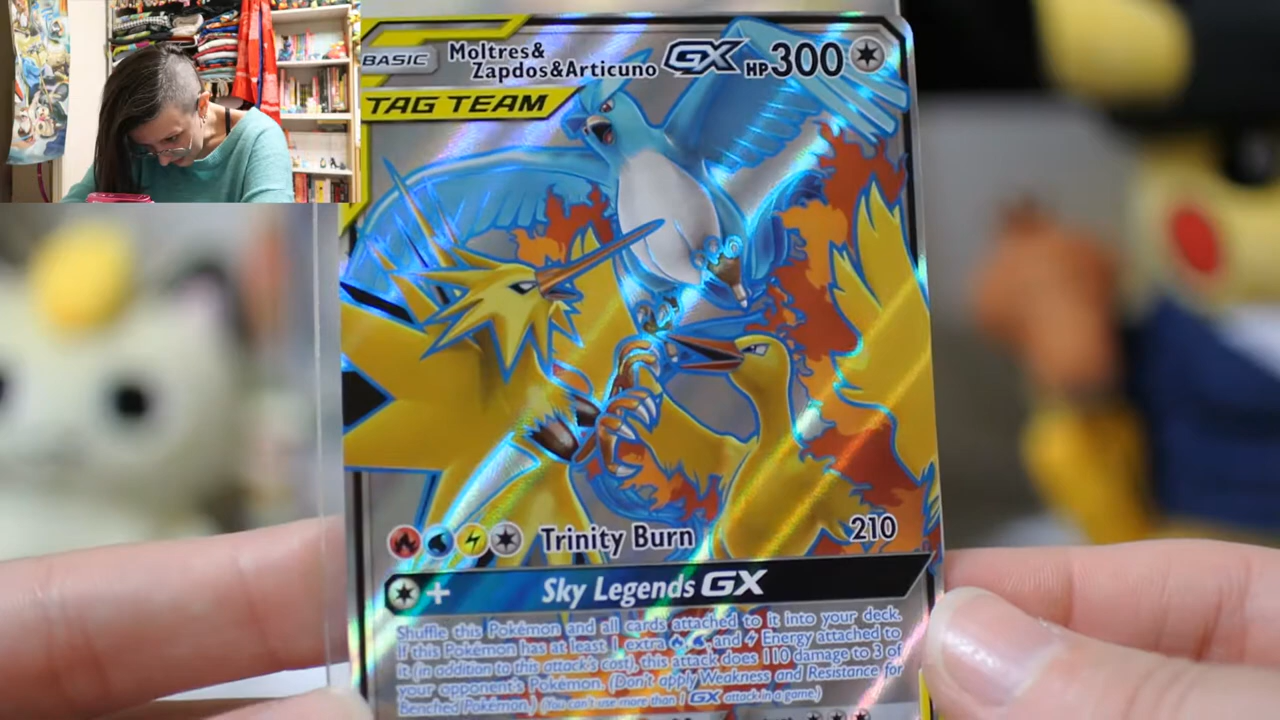 BASIC Moltres& Zapdos&Articuno GX HP300
TAG TEAM
Trinity Burn 210
+ Sky Legends GX
Shuffle this Pokémon and all cards attached to it into your deck.
If this Pokémon has at least 1 extra , , and Energy attached to
it (in addition to this attack's cost), this attack does 110 damage to 3 of
your opponent's Pokémon. (Don't apply Weakness and Resistance for
Benched Pokémon.) (You can't use more than 1 GX attack in a game.)